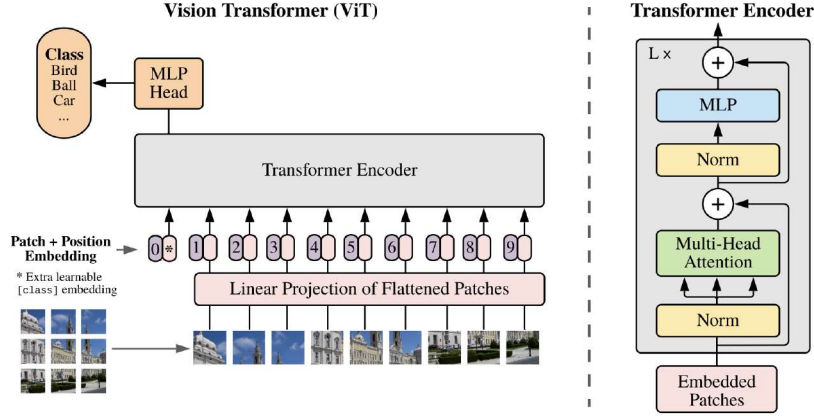 Vision Transformer (ViT)
Class
Bird
Ball
Car
...
MLP
Head
Transformer Encoder
Patch + Position
Embedding
0 * 1 2 3 4 5 6 7 8 9
* Extra learnable
[class] embedding
Linear Projection of Flattened Patches
Transformer Encoder
L ×
+
MLP
Norm
+
Multi-Head
Attention
Norm
Embedded
Patches